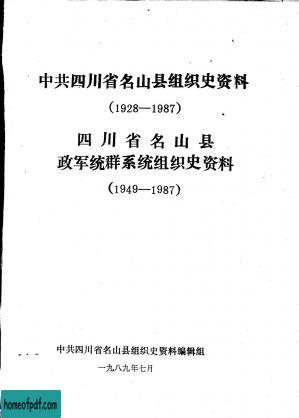 中共四川省名山县组织史资料
(1928—1987)
四川省名山县
政军统群系统组织史资料
(1949—1987)
中共四川省名山县组织史资料编辑组
一九八九年七月
homeofpdf.com